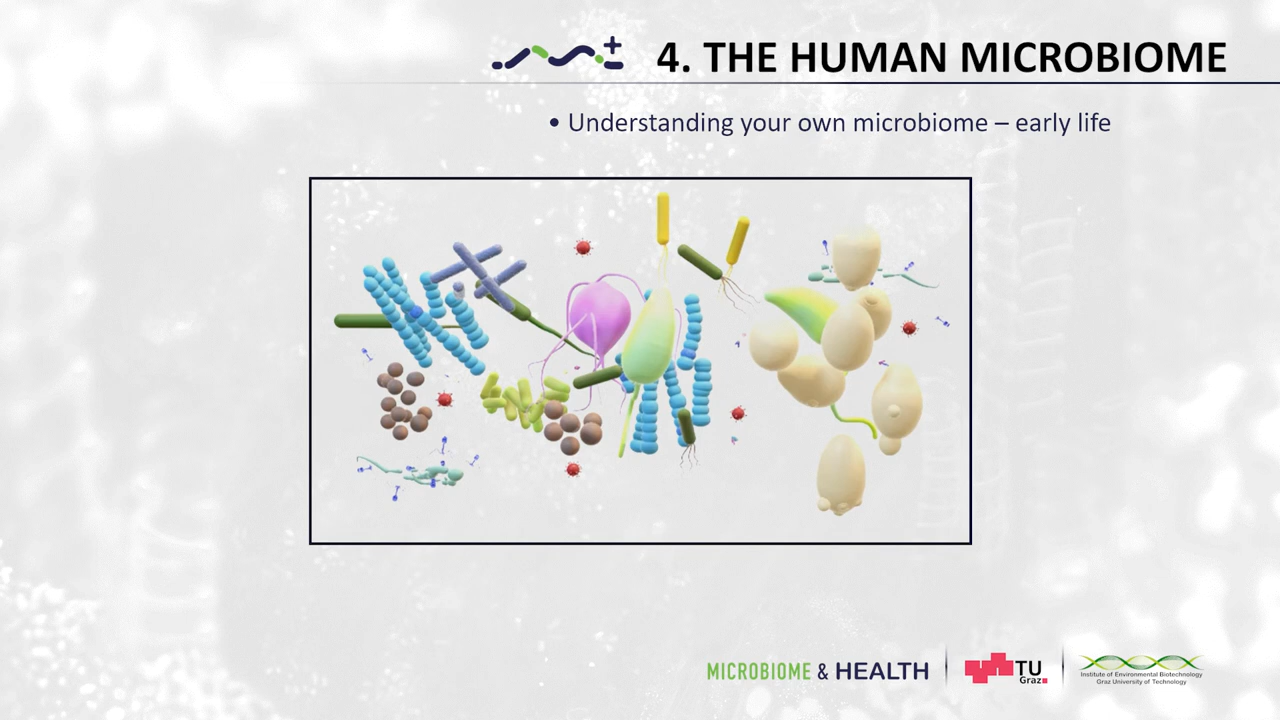 4. THE HUMAN MICROBIOME
• Understanding your own microbiome – early life
MICROBIOME & HEALTH
TU
Graz
Institute of Environmental Biotechnology
Graz University of Technology